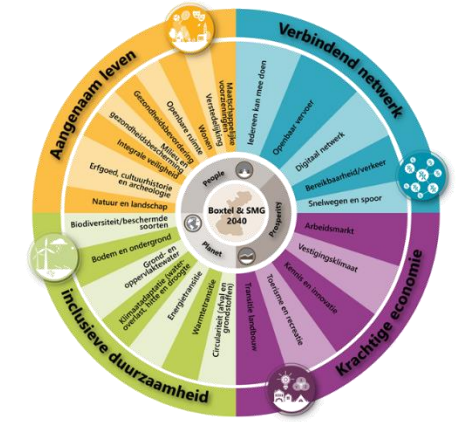 Aangenaam leven
Maatschappelijke
voorzieningen
Verstedelijking
Wonen
Openbare ruimte
Gezondheidsbevordering
Milieu en
gezondheidsbescherming
Integrale veiligheid
Erfgoed, cultuurhistorie
en archeologie
Natuur en landschap
Verbindend netwerk
Iedereen kan mee doen
Openbaar vervoer
Digitaal netwerk
Bereikbaarheid/verkeer
Snelwegen en spoor
Krachtige economie
Arbeidsmarkt
Vestigingsklimaat
Kennis en innovatie
Toerisme en recreatie
Transitie landbouw
inclusieve duurzaamheid
Biodiversiteit/beschermde
soorten
Bodem en ondergrond
Grond- en
oppervlaktewater
Klimaatadaptatie (water-
overlast, hitte en droogte
Energietransitie
Warmtetransitie
Circulariteit (afval en
grondstoffen)
People
Prosperity
Planet
Boxtel & SMG
2040